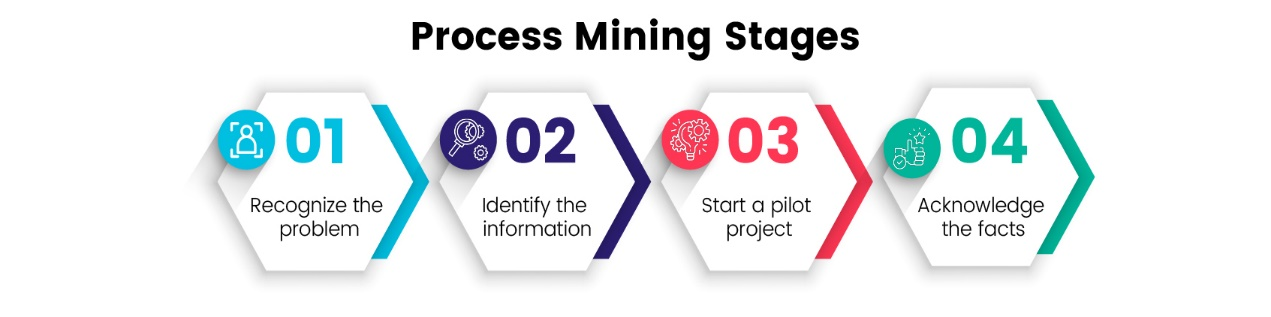 Process Mining Stages
01
Recognize the
problem
02
Identify the
information
03
Start a pilot
project
04
Acknowledge
the facts